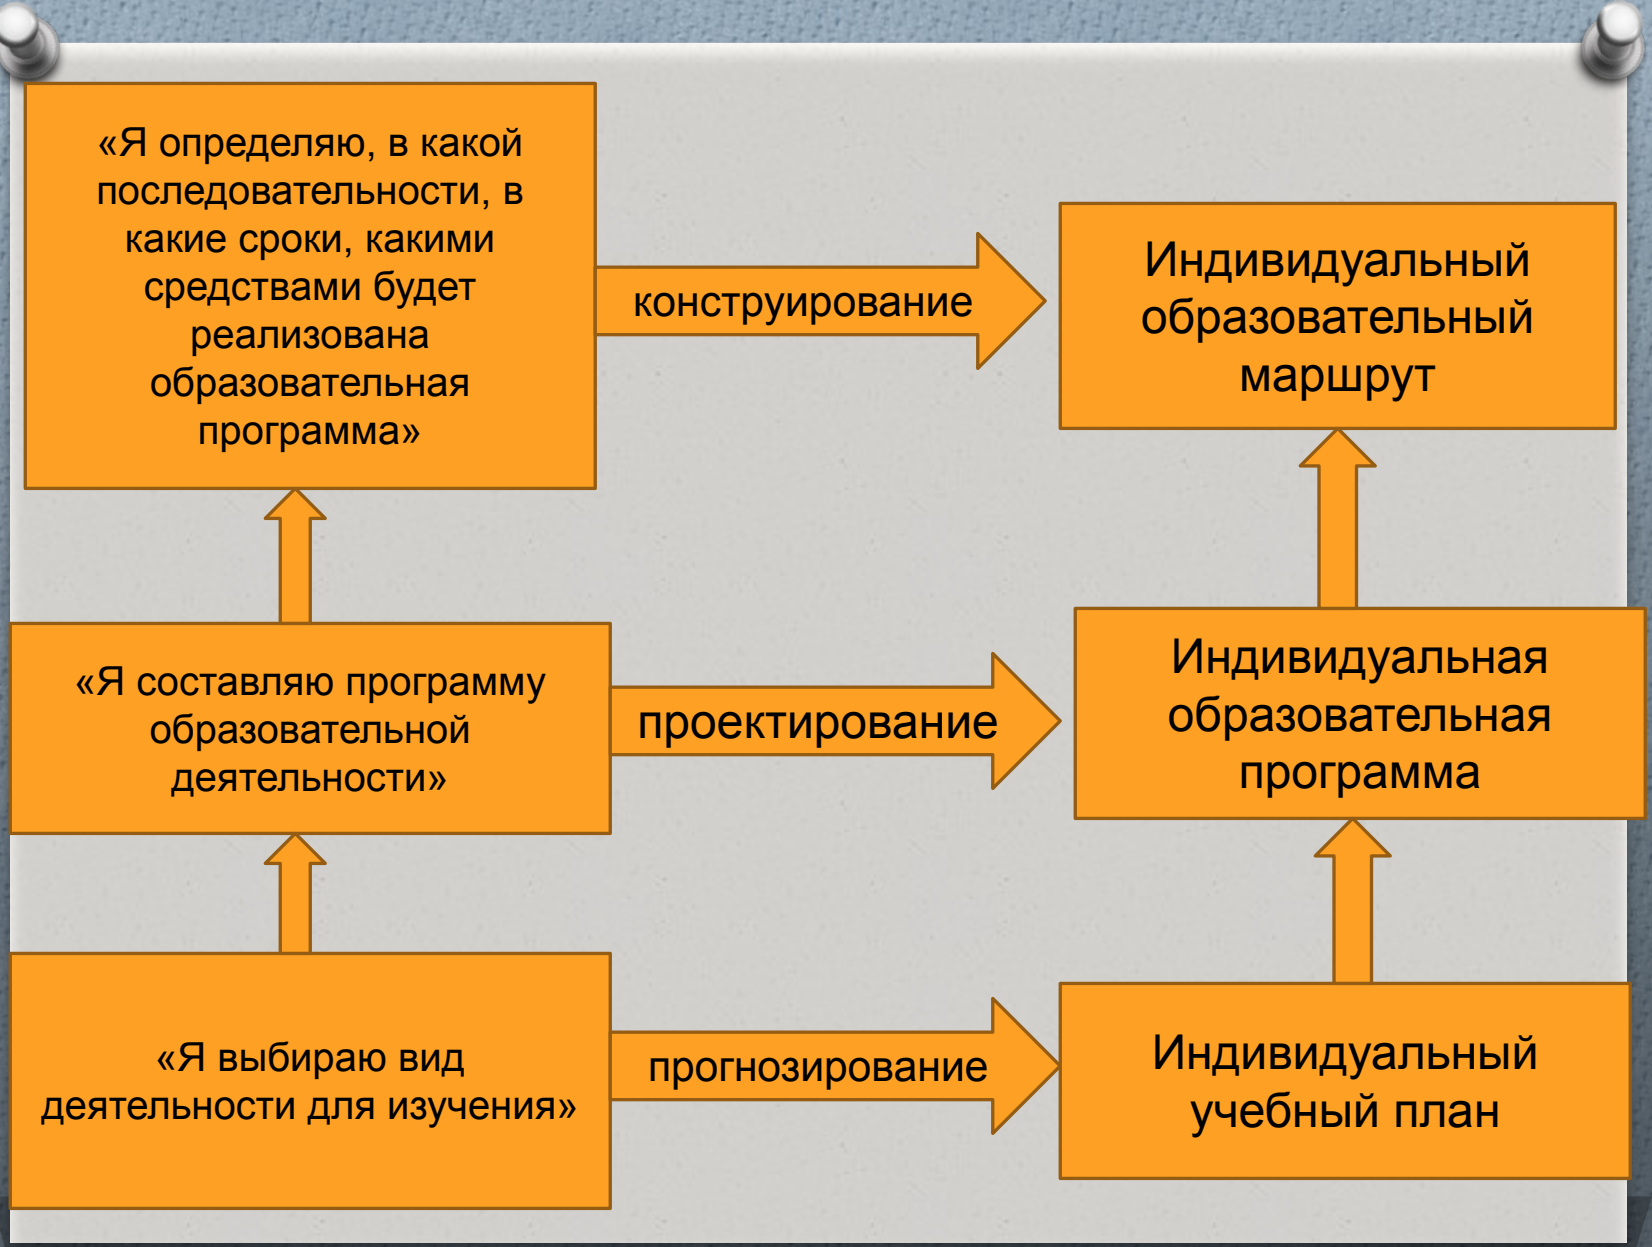 «Я определяю, в какой
последовательности, в
какие сроки, какими
средствами будет
реализована
образовательная
программа»
конструирование
Индивидуальный
образовательный
маршрут
«Я составляю программу
образовательной
деятельности»
проектирование
Индивидуальная
образовательная
программа
«Я выбираю вид
деятельности для изучения»
прогнозирование
Индивидуальный
учебный план